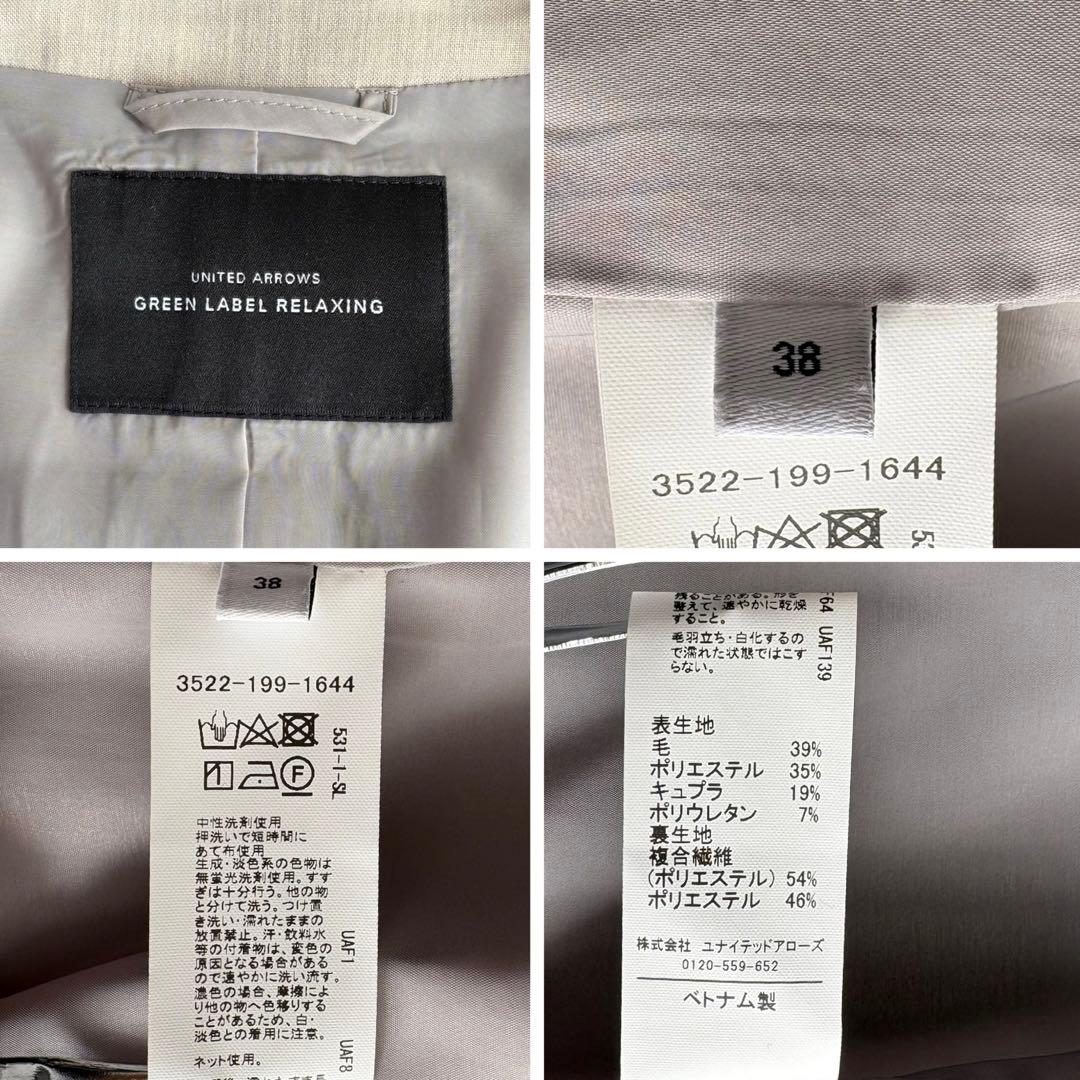 UNITED ARROWS
GREEN LABEL RELAXING
38
3522-199-1644
38
3522-199-1644
531-1-SL
F
中性洗剤使用
押洗いで短時間に
あて布使用
生成・淡色系の色物は
無蛍光洗剤使用。すす
ぎは十分行う。他の物
と分けて洗う。つけ置
き洗い・濡れたままの
放置禁止。汗・飲料水
等の付着物は、変色の
原因となる場合がある
ので速やかに洗い流す。
濃色の場合、摩擦によ
り他の物へ色移りする
ことがあるため、白・
淡色との着用に注意。
ネット使用。
UAF1
UAF8
残ることがある。形を
整えて、速やかに乾燥
すること。
毛羽立ち・白化するの
で濡れた状態ではこす
らない。
F64 UAF139
表生地
毛 39%
ポリエステル 35%
キュプラ 19%
ポリウレタン 7%
裏生地
複合繊維
(ポリエステル) 54%
ポリエステル 46%
株式会社 ユナイテッドアローズ
0120-559-652
ベトナム製